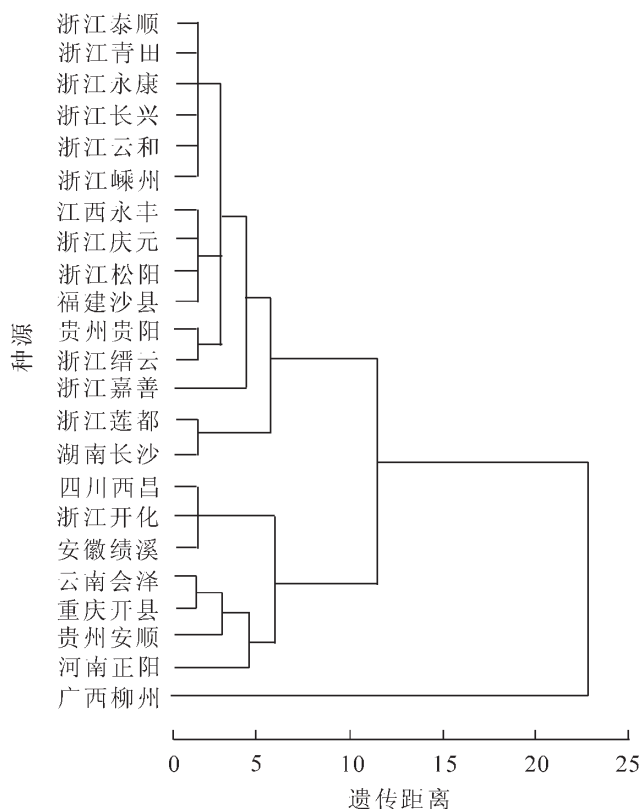 浙江泰顺
浙江青田
浙江永康
浙江长兴
浙江云和
浙江嵊州
江西永丰
浙江庆元
浙江松阳
福建沙县
贵州贵阳
浙江缙云
浙江嘉善
浙江莲都
湖南长沙
四川西昌
浙江开化
安徽绩溪
云南会泽
重庆开县
贵州安顺
河南正阳
广西柳州
种源
0 5 10 15 20 25
遗传距离